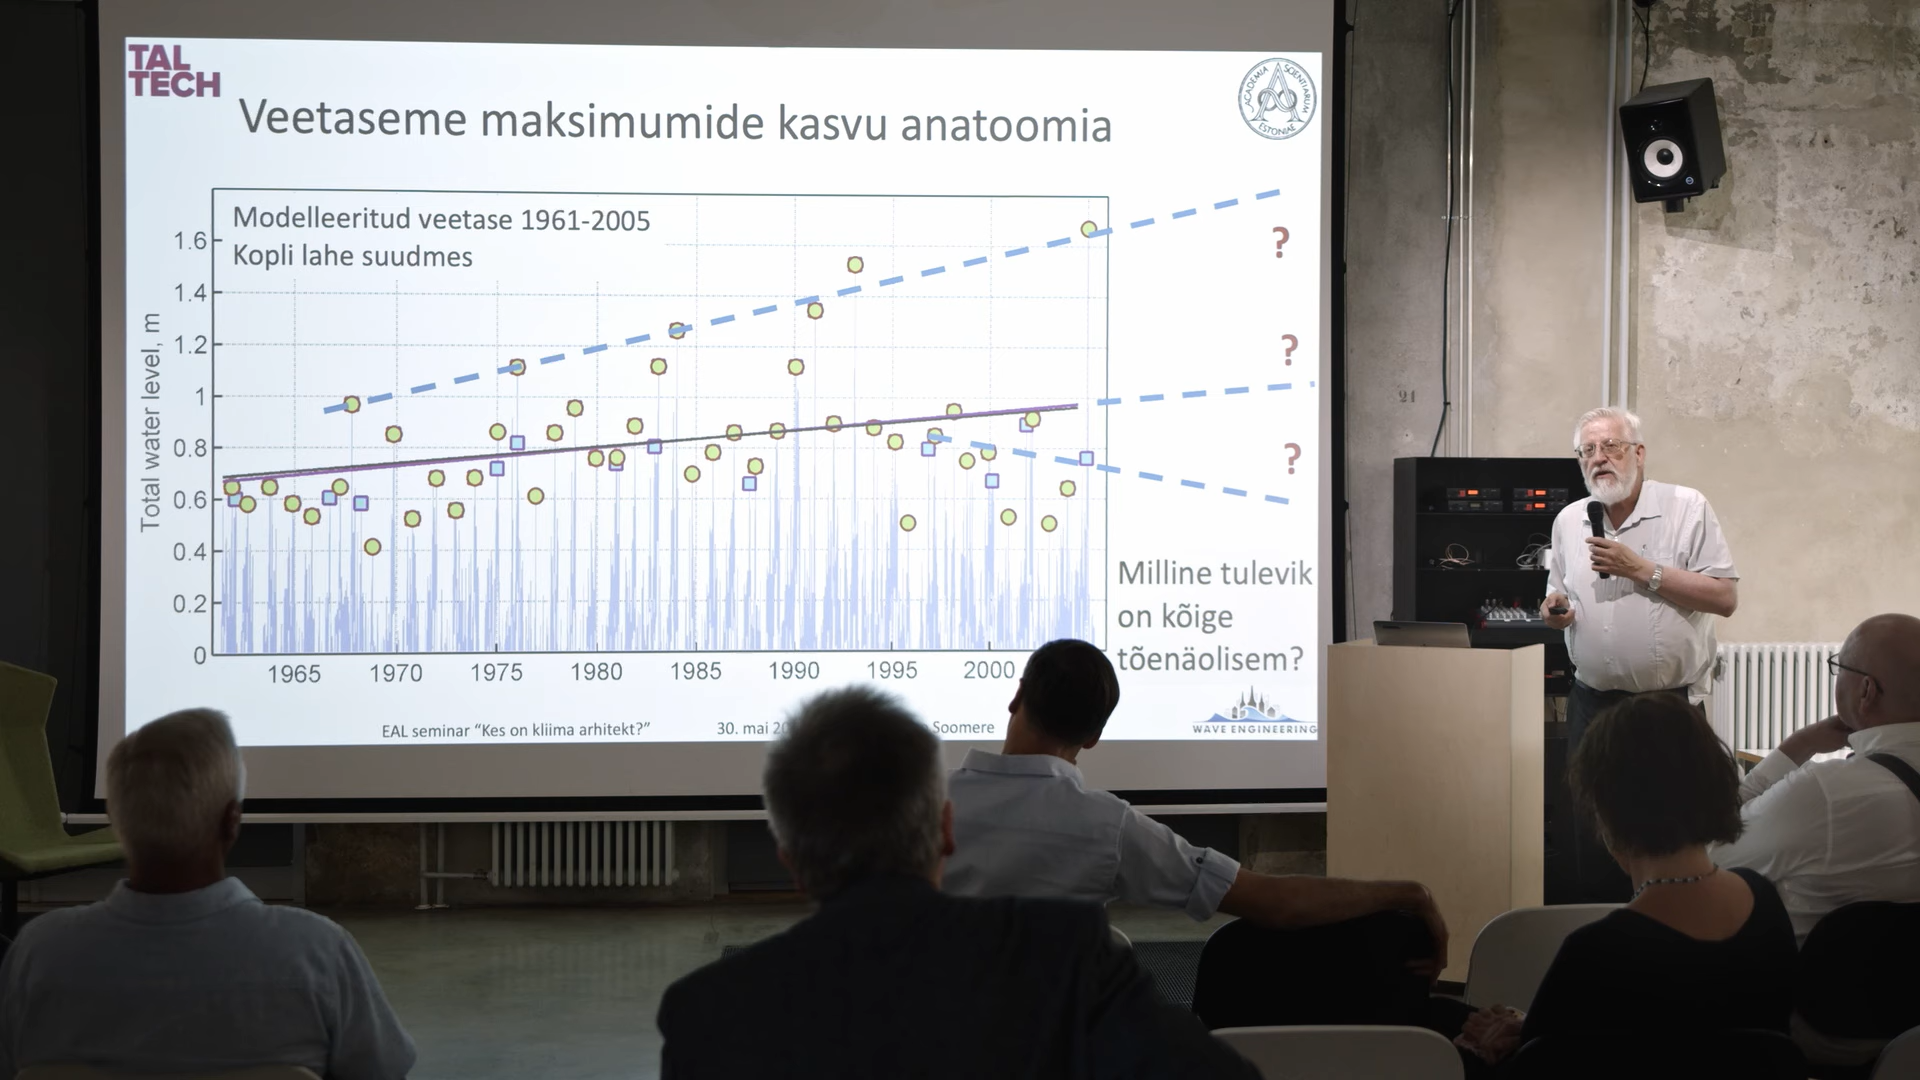 TAL
TECH
ACADEMIA SCIENTIARUM ESTONIAE
Veetaseme maksimumide kasvu anatoomia
Modelleeritud veetase 1961-2005
Kopli lahe suudmes
Total water level, m
1.6
1.4
1.2
1
0.8
0.6
0.4
0.2
0
1965 1970 1975 1980 1985 1990 1995 2000
?
?
?
Milline tulevik
on kõige
tõenäolisem?
EAL seminar “Kes on kliima arhitekt?” 30. mai 20 Soomere
WAVE ENGINEERING
21